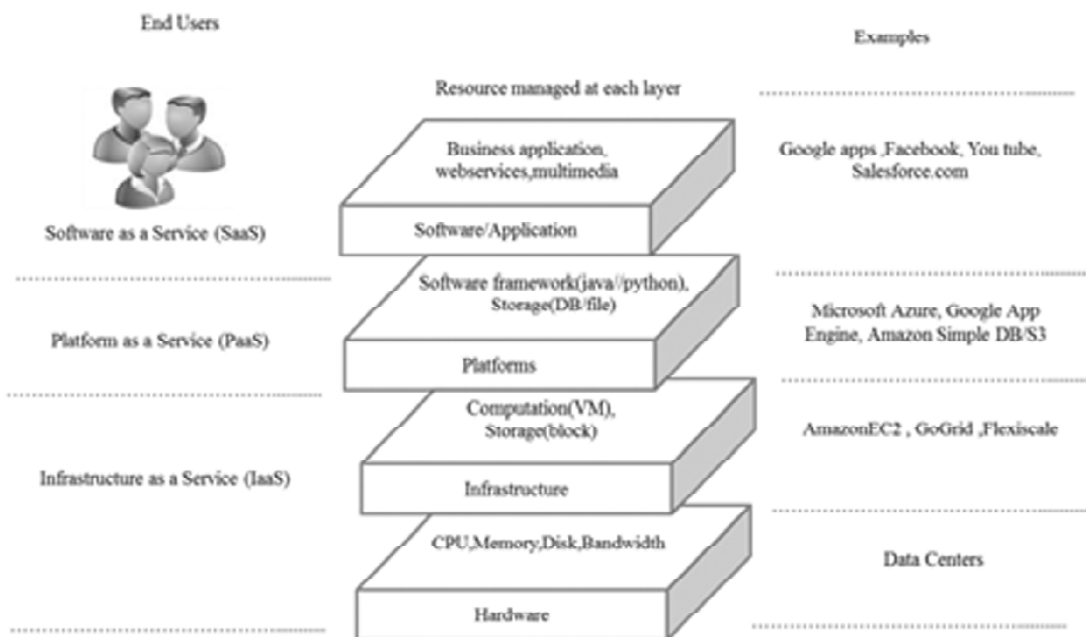 End Users
Examples
Resource managed at each layer
Business application,
webservices,multimedia
Software/Application
Google apps ,Facebook, You tube,
Salesforce.com
Software as a Service (SaaS)
Software framework(java//python),
Storage(DB/file)
Platforms
Platform as a Service (PaaS)
Microsoft Azure, Google App
Engine, Amazon Simple DB/S3
Computation(VM),
Storage(block)
Infrastructure
Infrastructure as a Service (IaaS)
AmazonEC2 , GoGrid ,Flexiscale
CPU,Memory,Disk,Bandwidth
Hardware
Data Centers